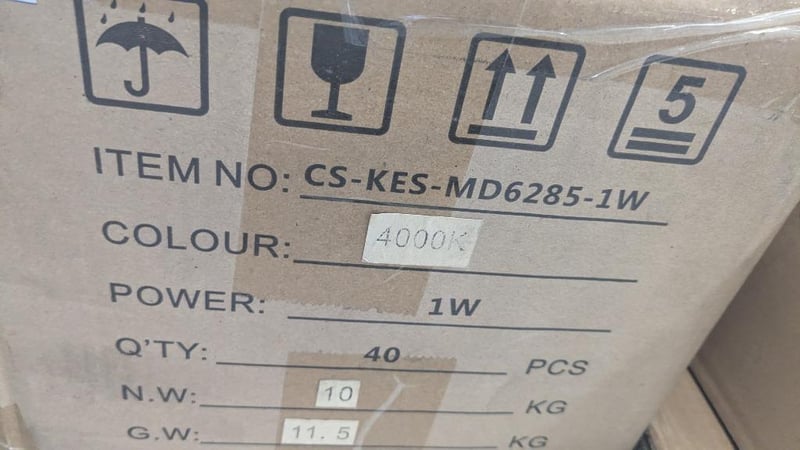 5
ITEM NO: CS-KES-MD6285-1W
COLOUR: 4000K
POWER: 1W
Q'TY: 40 PCS
N.W: 10 KG
G.W: 11.5 KG